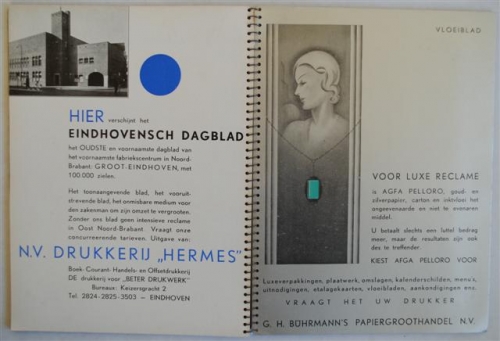 HIER verschijnt het
EINDHOVENSCH DAGBLAD
het OUDSTE en voornaamste dagblad van
het voornaamste fabriekscentrum in Noord-
Brabant: GROOT-EINDHOVEN, met
100.000 zielen.
Het toonaangevende blad, het vooruit-
strevende blad, het onmisbare medium voor
den zakenman om zijn omzet te vergrooten.
Zonder ons blad geen intensieve reclame
in Oost Noord-Brabant. Vraagt onze
concurreerende tarieven. Uitgave van:
N.V. DRUKKERIJ „HERMES"
Boek- Courant- Handels- en Offsetdrukkerij
DE drukkerij voor „BETER DRUKWERK"
Bureaux: Keizersgracht 2
Tel. 2824-2825-3503 — EINDHOVEN
VLOEIBLAD
VOOR LUXE RECLAME
is AGFA PELLORO, goud- en
zilverpapier, carton en inktvloei het
ongeëvenaarde en niet te evenaren
middel.
U betaalt slechts een luttel bedrag
meer, maar de resultaten zijn ook
des te treffender.
KIEST AFGA PELLORO VOOR
Luxeverpakkingen, plaatwerk, omslagen, kalenderschilden, menu's,
uitnodigingen, etalagekaarten, vloeibladen, aankondigingen enz.
VRAAGT HET UW DRUKKER
G. H. BÜHRMANN'S PAPIERGROOTHANDEL N.V.